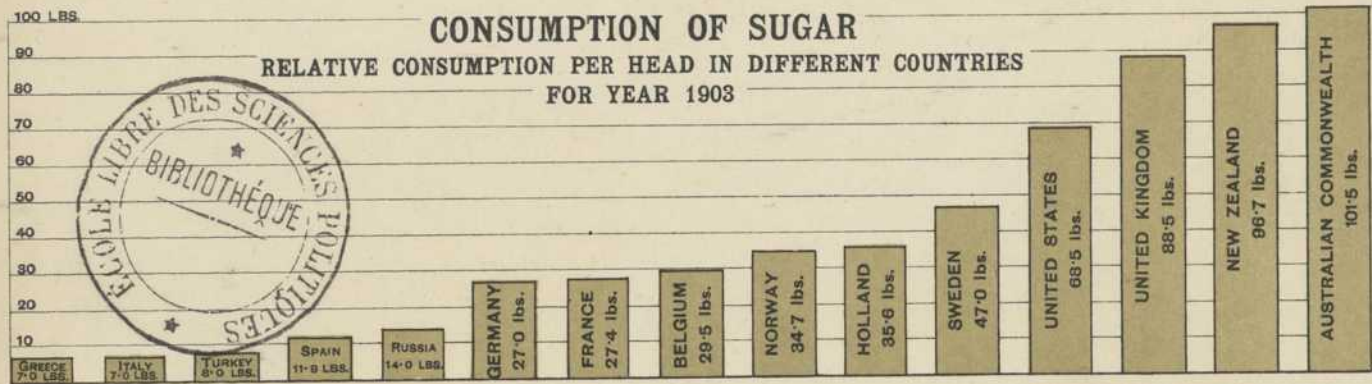 CONSUMPTION OF SUGAR
RELATIVE CONSUMPTION PER HEAD IN DIFFERENT COUNTRIES
FOR YEAR 1903
100 LBS.
90
80
70
60
50
40
30
20
10
ÉCOLE LIBRE DES SCIENCES POLITIQUES
BIBLIOTHÉQUE
GREECE
7·0 LBS.
ITALY
7·0 LBS.
TURKEY
8·0 LBS.
SPAIN
11·8 LBS.
RUSSIA
14·0 LBS.
GERMANY
27·0 lbs.
FRANCE
27·4 lbs.
BELGIUM
29·5 lbs.
NORWAY
34·7 lbs.
HOLLAND
35·6 lbs.
SWEDEN
47·0 lbs.
UNITED STATES
68·5 lbs.
UNITED KINGDOM
88·5 lbs.
NEW ZEALAND
96·7 lbs.
AUSTRALIAN COMMONWEALTH
101·5 lbs.